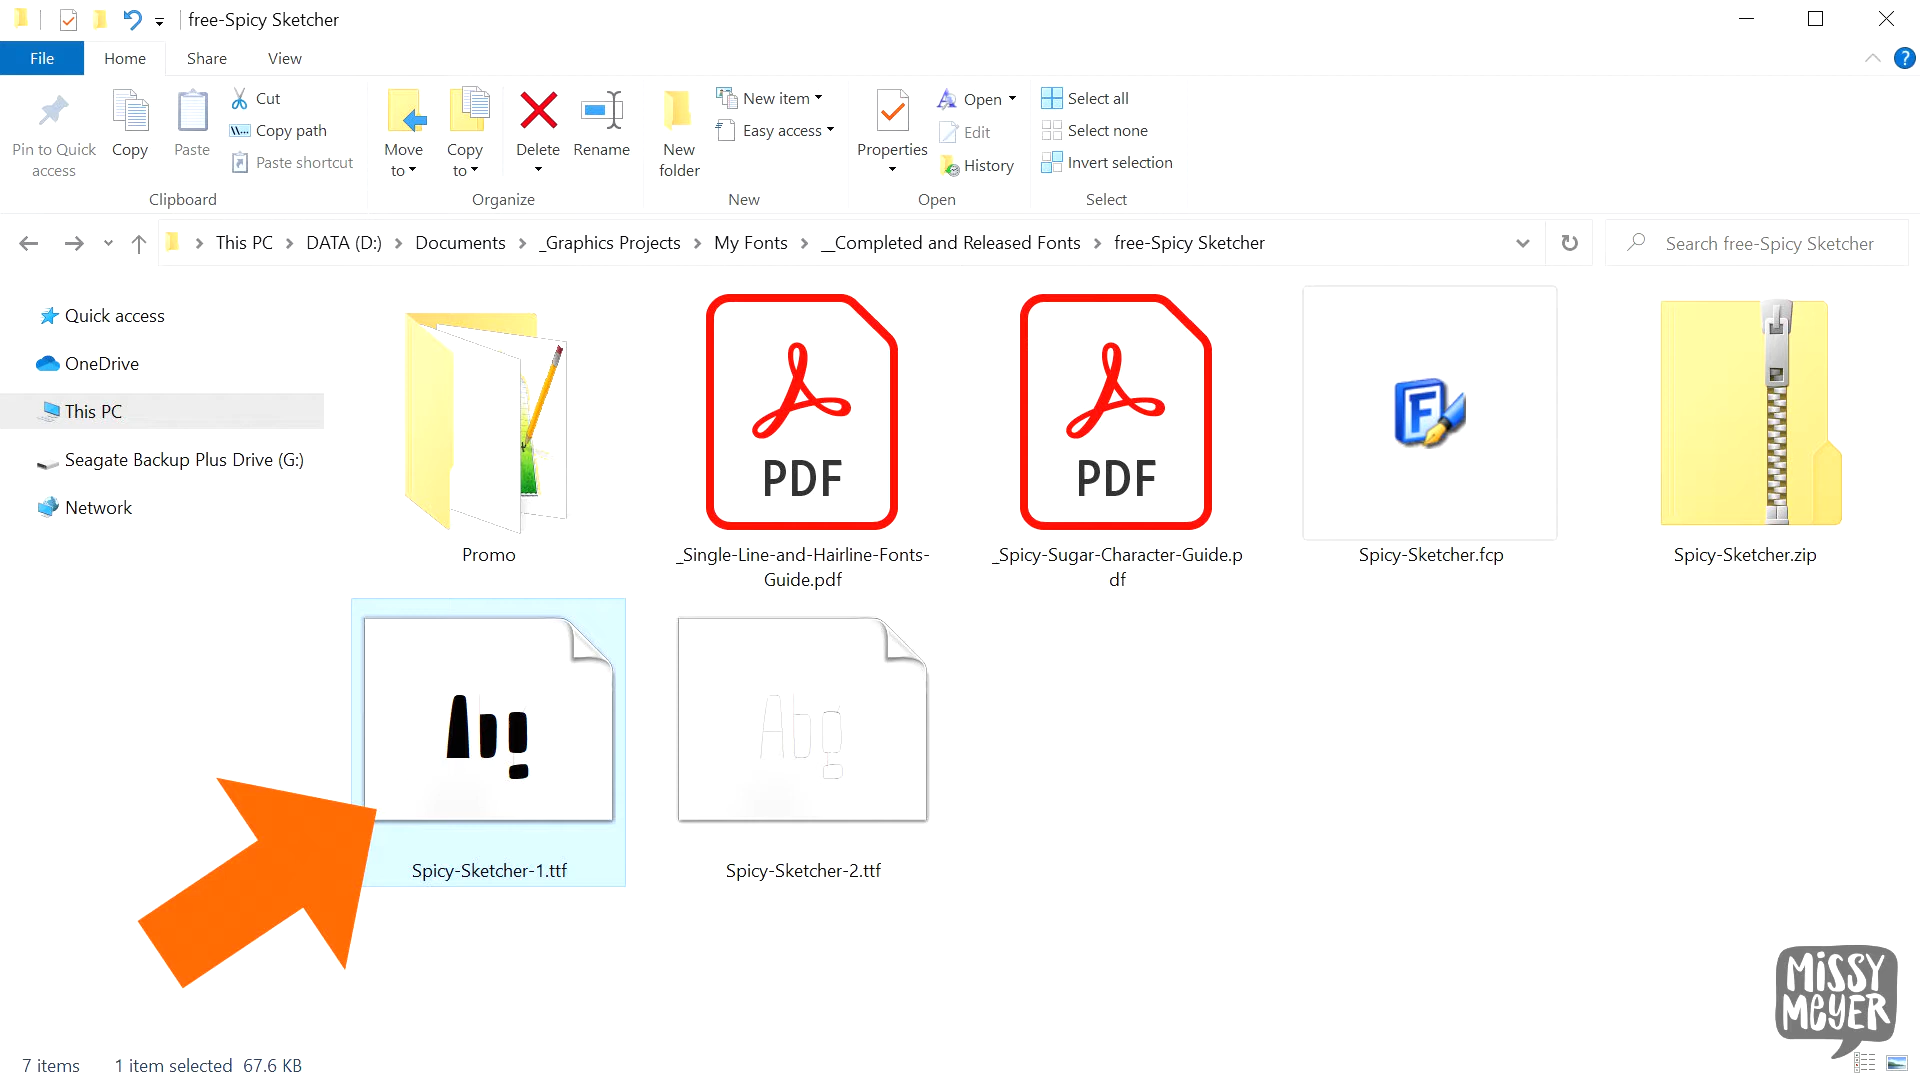 free-Spicy Sketcher
File Home Share View
?
Pin to Quick access
Copy
Paste
Cut
Copy path
Paste shortcut
Clipboard
Move to
Copy to
Delete
Rename
Organize
New folder
New item
Easy access
New
Properties
Open
Edit
History
Open
Select all
Select none
Invert selection
Select
This PC DATA (D:) Documents _Graphics Projects My Fonts __Completed and Released Fonts free-Spicy Sketcher
Search free-Spicy Sketcher
Quick access
OneDrive
This PC
Seagate Backup Plus Drive (G:)
Network
Promo
PDF
_Single-Line-and-Hairline-Fonts-
Guide.pdf
PDF
_Spicy-Sugar-Character-Guide.p
df
F
Spicy-Sketcher.fcp
Spicy-Sketcher.zip
Abg
Spicy-Sketcher-1.ttf
Abg
Spicy-Sketcher-2.ttf
MISSY
MEYER
7 items 1 item selected 67.6 KB